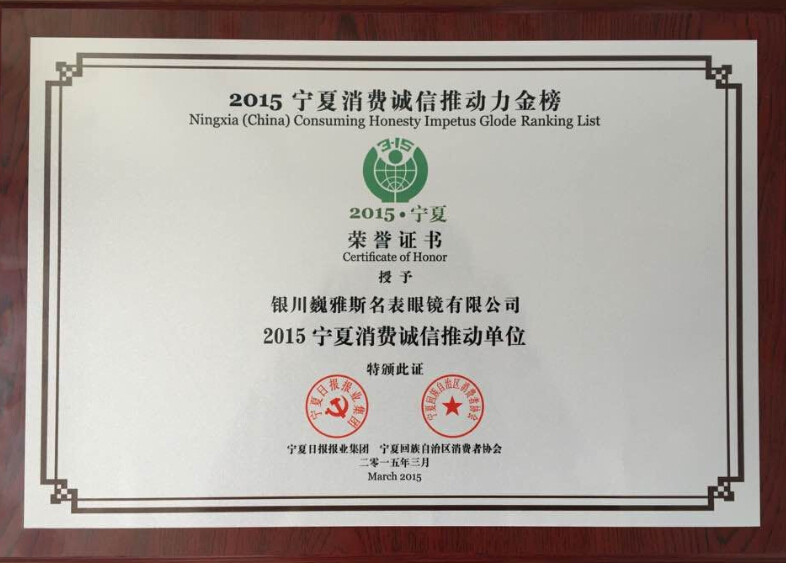 2015 宁夏消费诚信推动力金榜
Ningxia (China) Consuming Honesty Impetus Glode Ranking List
3·15
2015·宁夏
荣誉证书
Certificate of Honor
授予
银川巍雅斯名表眼镜有限公司
2015 宁夏消费诚信推动单位
特颁此证
宁夏日报报业集团
宁夏回族自治区消费者协会
宁夏日报报业集团 宁夏回族自治区消费者协会
二零一五年三月
March 2015